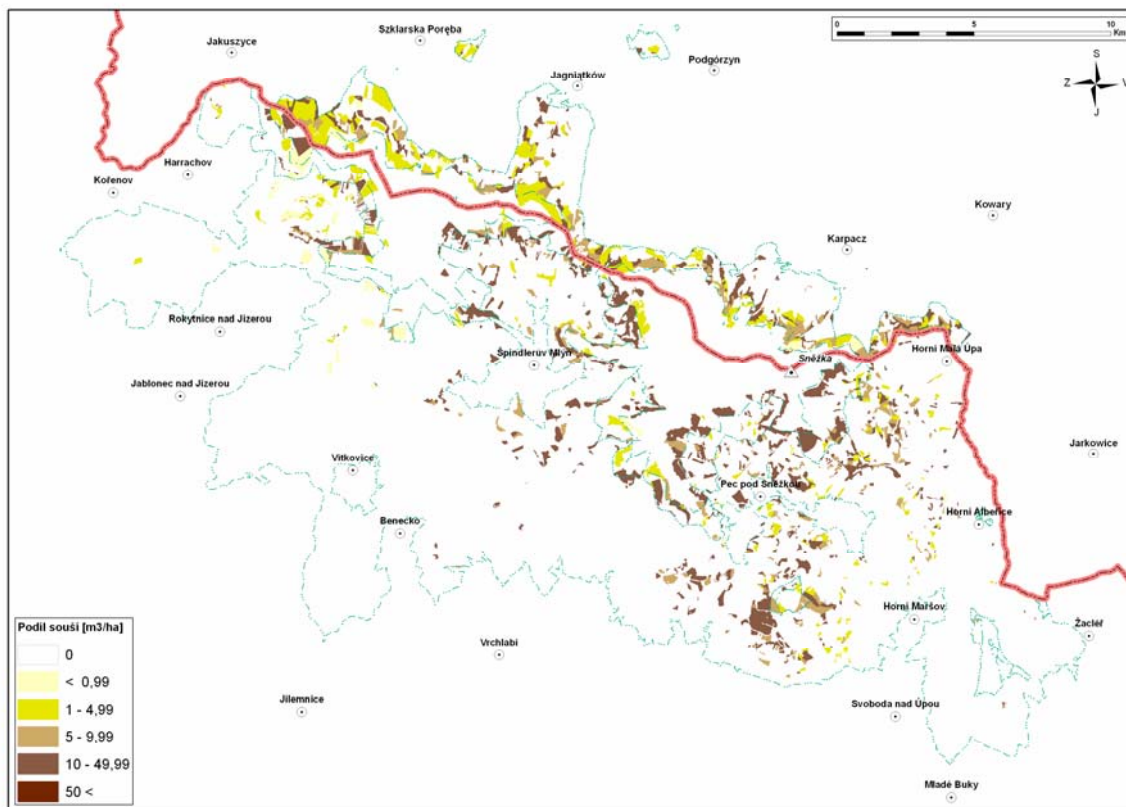 Szklarska Poręba
0 5 10
Km
Jakuszyce
Podgórzyn
S
Jagniątków
Z V
J
Harrachov
Kořenov
Kowary
Karpacz
Rokytnice nad Jizerou
Horní Malá Úpa
Špindlerův Mlýn
Sněžka
Jablonec nad Jizerou
Jarkowice
Vítkovice
Pec pod Sněžkou
Benecko
Horní Albeřice
Horní Maršov
Podíl souší [m3/ha]
Žacléř
0
Vrchlabí
< 0,99
1 - 4,99
Jilemnice
Svoboda nad Úpou
5 - 9,99
10 - 49,99
50 <
Mladé Buky